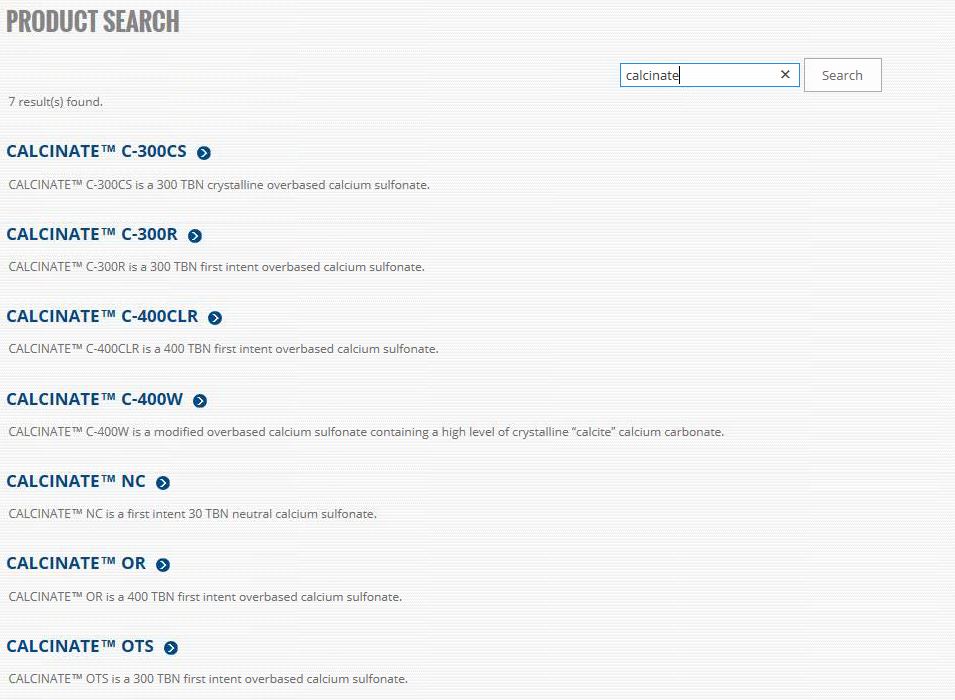 PRODUCT SEARCH
calcinate ✕ Search
7 result(s) found.
CALCINATE™ C-300CS
CALCINATE™ C-300CS is a 300 TBN crystalline overbased calcium sulfonate.
CALCINATE™ C-300R
CALCINATE™ C-300R is a 300 TBN first intent overbased calcium sulfonate.
CALCINATE™ C-400CLR
CALCINATE™ C-400CLR is a 400 TBN first intent overbased calcium sulfonate.
CALCINATE™ C-400W
CALCINATE™ C-400W is a modified overbased calcium sulfonate containing a high level of crystalline “calcite” calcium carbonate.
CALCINATE™ NC
CALCINATE™ NC is a first intent 30 TBN neutral calcium sulfonate.
CALCINATE™ OR
CALCINATE™ OR is a 400 TBN first intent overbased calcium sulfonate.
CALCINATE™ OTS
CALCINATE™ OTS is a 300 TBN first intent overbased calcium sulfonate.